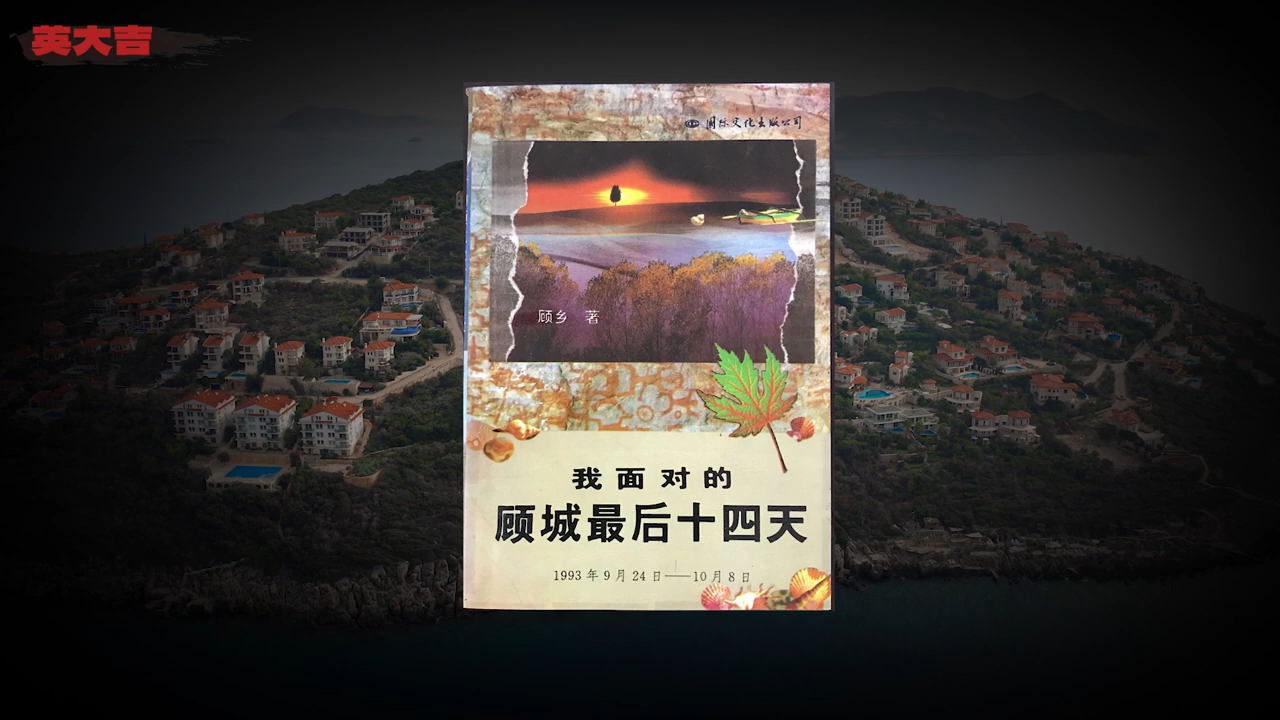 英大吉
国际文化出版公司
顾乡 著
我面对的
顾城最后十四天
1993年9月24日——10月8日